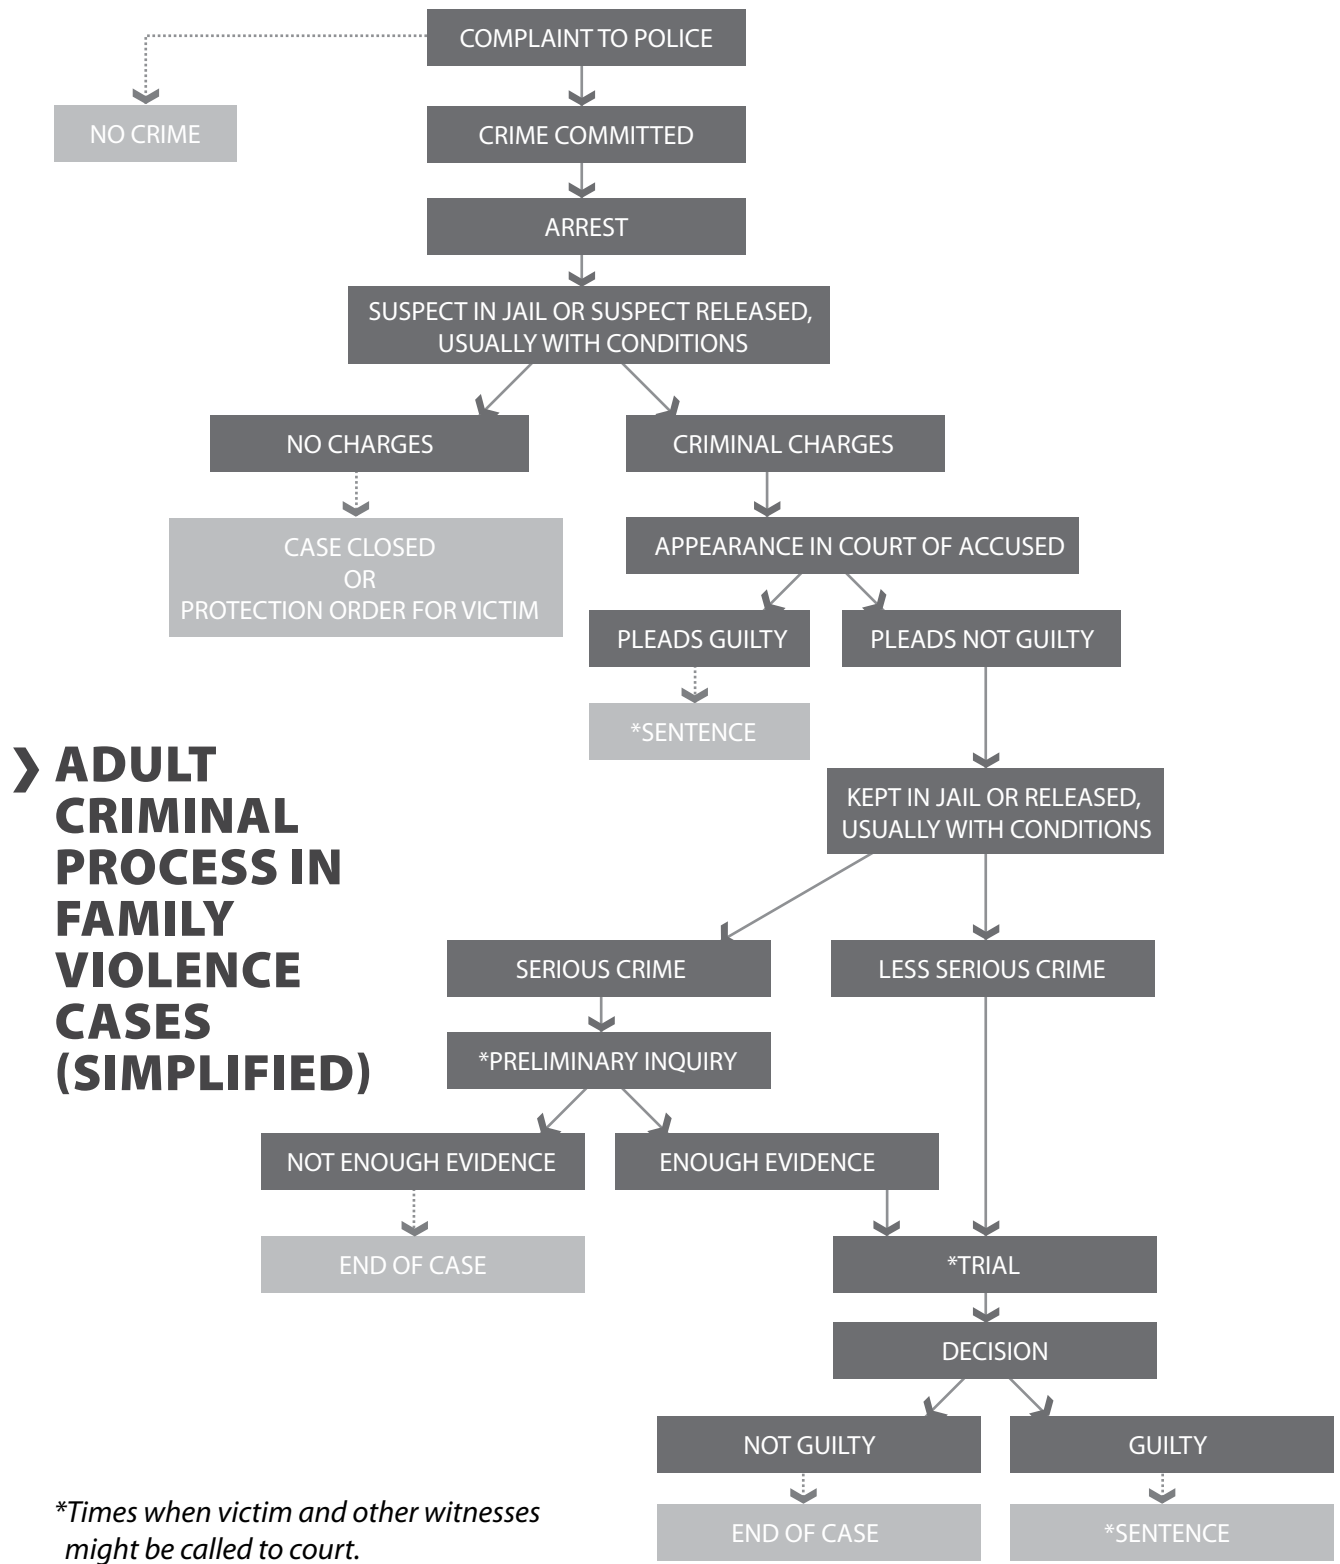 COMPLAINT TO POLICE
NO CRIME
CRIME COMMITTED
ARREST
SUSPECT IN JAIL OR SUSPECT RELEASED,
USUALLY WITH CONDITIONS
NO CHARGES
CRIMINAL CHARGES
CASE CLOSED
OR
PROTECTION ORDER FOR VICTIM
APPEARANCE IN COURT OF ACCUSED
PLEADS GUILTY
PLEADS NOT GUILTY
*SENTENCE
❯ ADULT
CRIMINAL
PROCESS IN
FAMILY
VIOLENCE
CASES
(SIMPLIFIED)
KEPT IN JAIL OR RELEASED,
USUALLY WITH CONDITIONS
SERIOUS CRIME
LESS SERIOUS CRIME
*PRELIMINARY INQUIRY
NOT ENOUGH EVIDENCE
ENOUGH EVIDENCE
END OF CASE
*TRIAL
DECISION
NOT GUILTY
GUILTY
END OF CASE
*SENTENCE
*Times when victim and other witnesses
might be called to court.